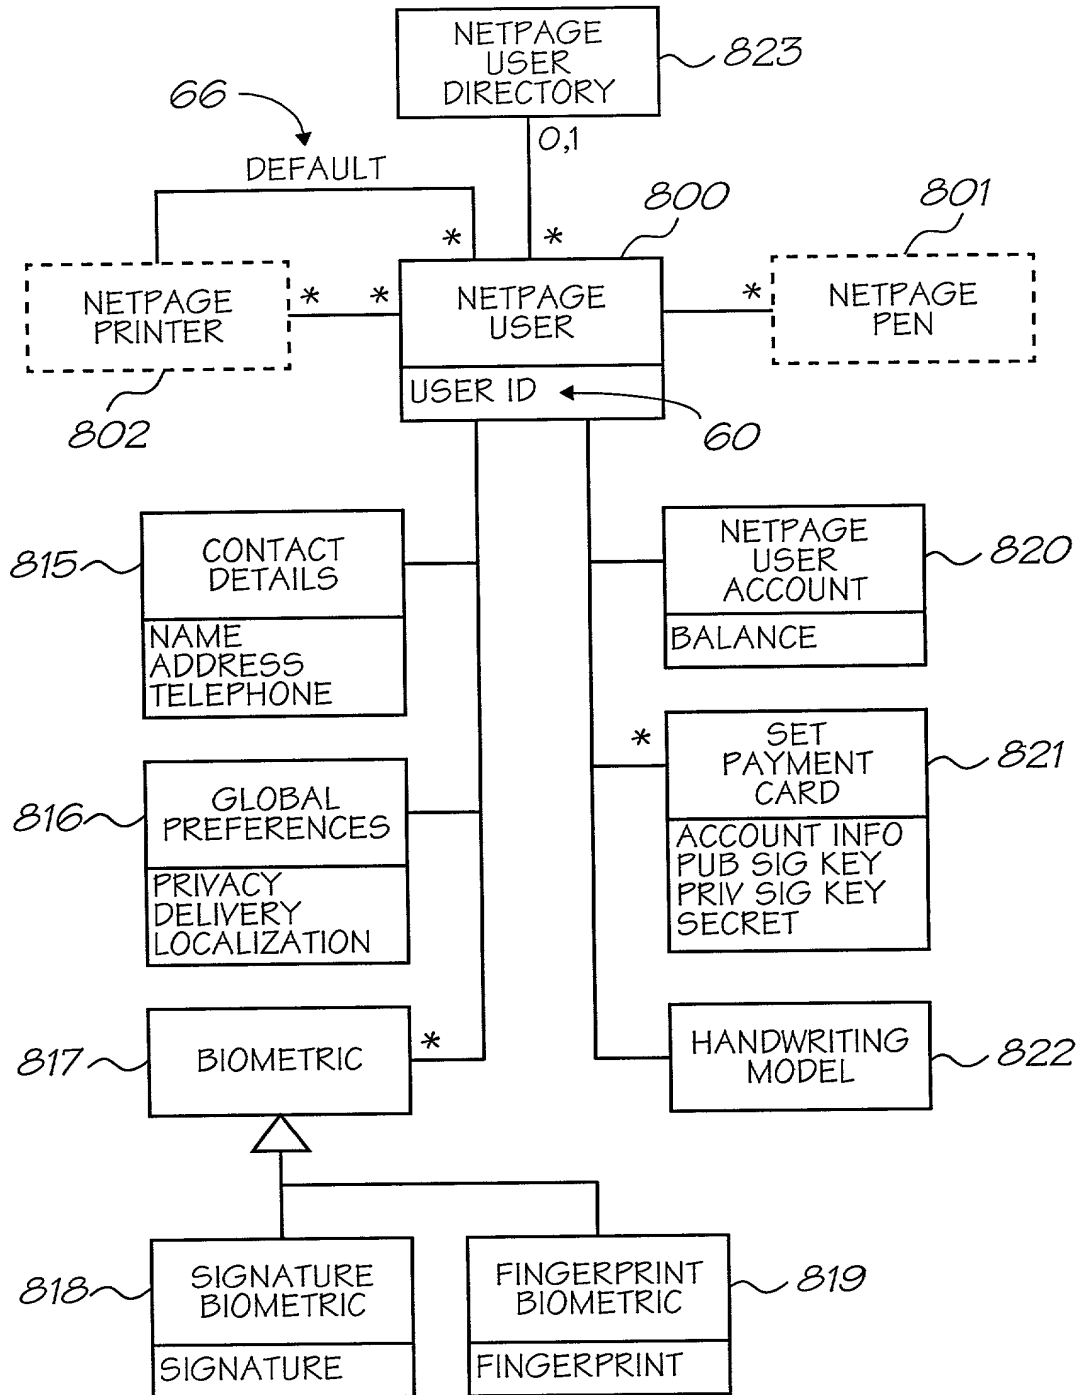 NETPAGE
USER
DIRECTORY
823
66
0,1
DEFAULT
800
801
*
*
NETPAGE
PRINTER
*
*
NETPAGE
USER
*
NETPAGE
PEN
USER ID
802
60
815
CONTACT
DETAILS
NAME
ADDRESS
TELEPHONE
NETPAGE
USER
ACCOUNT
820
BALANCE
816
GLOBAL
PREFERENCES
PRIVACY
DELIVERY
LOCALIZATION
*
SET
PAYMENT
CARD
821
ACCOUNT INFO
PUB SIG KEY
PRIV SIG KEY
SECRET
817
BIOMETRIC
*
HANDWRITING
MODEL
822
818
SIGNATURE
BIOMETRIC
SIGNATURE
FINGERPRINT
BIOMETRIC
819
FINGERPRINT